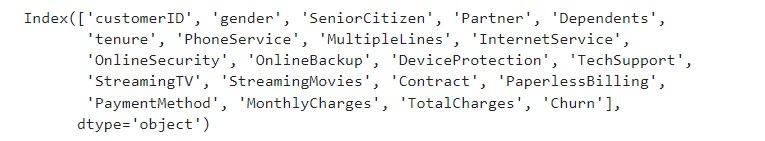 Index(['customerID', 'gender', 'SeniorCitizen', 'Partner', 'Dependents',
'tenure', 'PhoneService', 'MultipleLines', 'InternetService',
'OnlineSecurity', 'OnlineBackup', 'DeviceProtection', 'TechSupport',
'StreamingTV', 'StreamingMovies', 'Contract', 'PaperlessBilling',
'PaymentMethod', 'MonthlyCharges', 'TotalCharges', 'Churn'],
dtype='object')